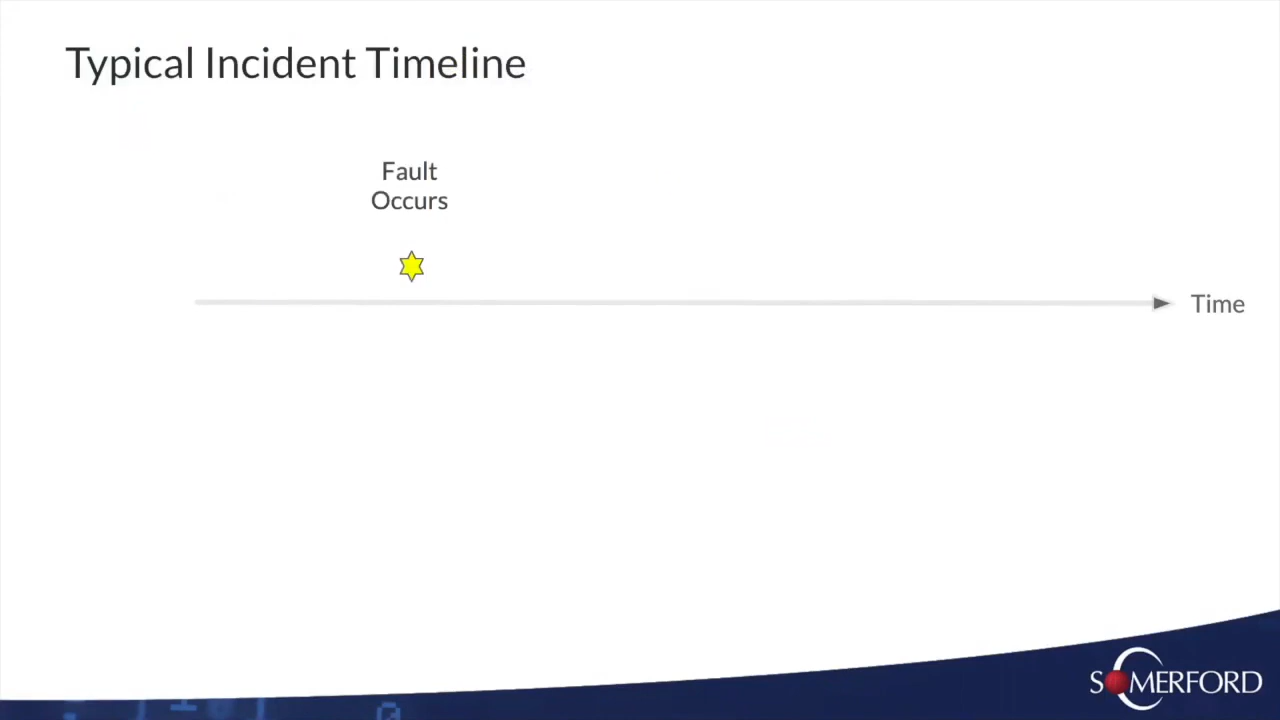 Typical Incident Timeline
Fault
Occurs
Time
SOMERFORD